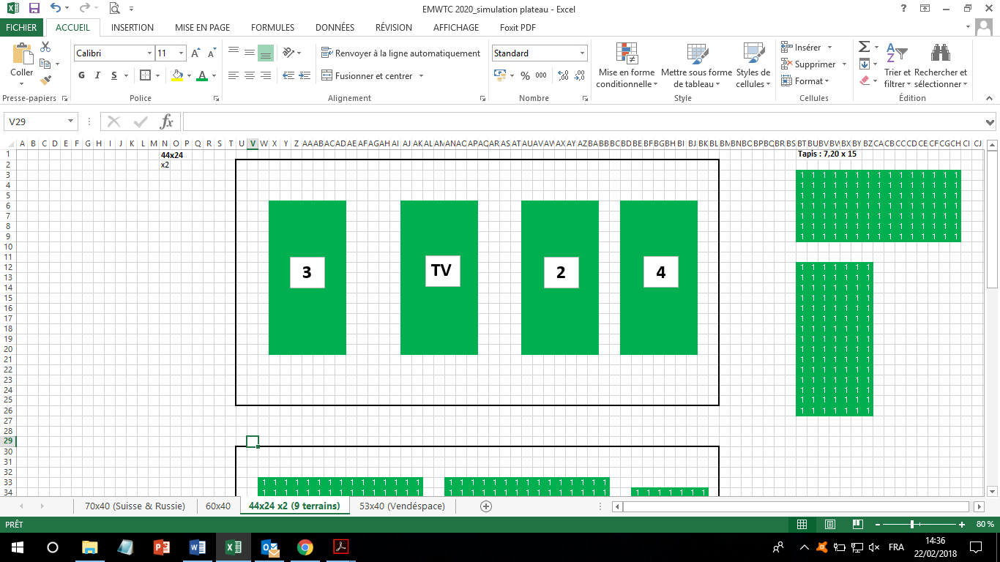 EMWTC 2020_simulation plateau - Excel
FICHIER ACCUEIL INSERTION MISE EN PAGE FORMULES DONNÉES RÉVISION AFFICHAGE Foxit PDF
Coller
Presse-papiers
Calibri 11
G I S
Police
Renvoyer à la ligne automatiquement
Fusionner et centrer
Alignement
Standard
% 000
Nombre
Mise en forme conditionnelle
Mettre sous forme de tableau
Styles de cellules
Style
Insérer
Supprimer
Format
Cellules
Trier et filtrer
Rechercher et sélectionner
Édition
V29
A B C D E F G H I J K L M N O P Q R S T U V W X Y Z AA AB AC AD AE AF AG AH AI AJ AK AL AM AN AC AP AQ AR AS AT AU AV AV AX AY AZ BA BB BC BD BE BF BG BH BI BJ BK BL BM BN BC BP BQ BR BS BT BU BV BW BX BY BZ CA CB CC CD CE CF CG CH CI CJ
1 44x24 Tapis : 7,20 x 15
2 x2
3 1 1 1 1 1 1 1 1 1 1 1 1 1 1 1
4 1 1 1 1 1 1 1 1 1 1 1 1 1 1 1
5 1 1 1 1 1 1 1 1 1 1 1 1 1 1 1
6 1 1 1 1 1 1 1 1 1 1 1 1 1 1 1
7 1 1 1 1 1 1 1 1 1 1 1 1 1 1 1
8 1 1 1 1 1 1 1 1 1 1 1 1 1 1 1
9 1 1 1 1 1 1 1 1 1 1 1 1 1 1 1
10
11
12 1 1 1 1 1 1 1
3 TV 2 4
13 1 1 1 1 1 1 1
14 1 1 1 1 1 1 1
15 1 1 1 1 1 1 1
16 1 1 1 1 1 1 1
17 1 1 1 1 1 1 1
18 1 1 1 1 1 1 1
19 1 1 1 1 1 1 1
20 1 1 1 1 1 1 1
21 1 1 1 1 1 1 1
22 1 1 1 1 1 1 1
23 1 1 1 1 1 1 1
24 1 1 1 1 1 1 1
25 1 1 1 1 1 1 1
26 1 1 1 1 1 1 1
27
28
29
30
31
32
33 1 1 1 1 1 1 1 1 1 1 1 1 1 1 1 1 1 1 1 1 1 1 1 1 1 1 1 1 1 1
34 1 1 1 1 1 1 1 1 1 1 1 1 1 1 1 1 1 1 1 1 1 1 1 1 1 1 1 1 1 1 1 1 1 1 1 1 1
70x40 (Suisse & Russie) 60x40 44x24 x2 (9 terrains) 53x40 (Vendéspace)
PRÊT 80 %
FRA
14:36
22/02/2018